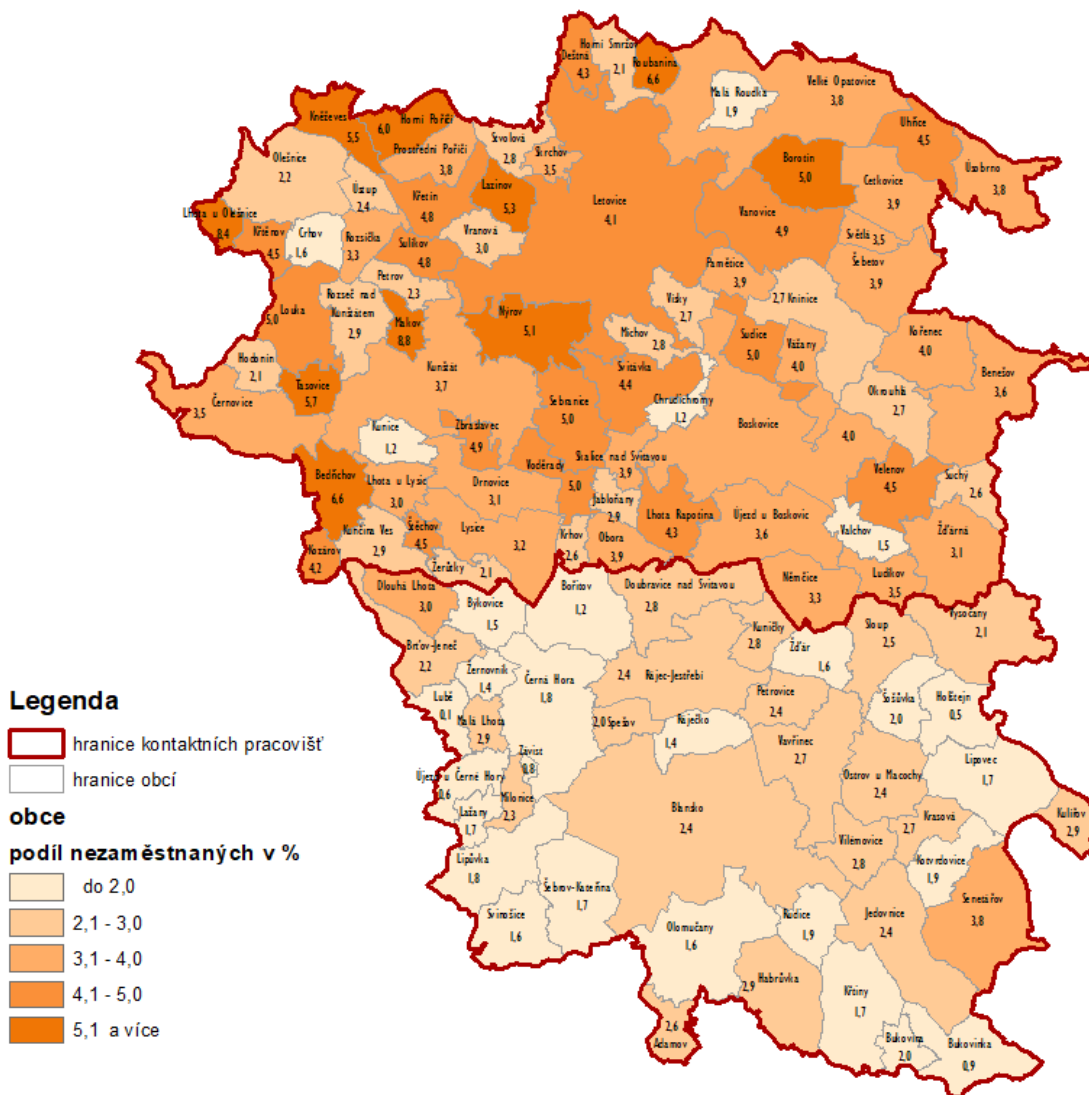 Horní Smržov
2,1
Deštná
4,3
Roubanina
6,6
Malá Roudka
1,9
Velké Opatovice
3,8
Uhřice
4,5
Úsobrno
3,8
Kněževes
5,5
Horní Poříčí
6,0
Prostřední Poříčí
3,8
Stvolová
2,8
Skrchov
3,5
Borotín
5,0
Cetkovice
3,9
Olešnice
2,2
Ústup
2,4
Křetín
4,8
Lazinov
5,3
Letovice
4,1
Vanovice
4,9
Světlá
3,5
Lhota u Olešnice
8,4
Křtěnov
4,5
Crhov
1,6
Rozsíčka
3,3
Sulíkov
4,8
Vranová
3,0
Šebetov
3,9
Pamětice
3,9
Petrov
2,3
Vísky
2,7
Knínice
2,7
Louka
5,0
Rozseč nad
Kunštátem
2,9
Makov
8,8
Nýrov
5,1
Míchov
2,8
Sudice
5,0
Vážany
4,0
Kořenec
4,0
Benešov
3,6
Hodonín
2,1
Tasovice
5,7
Kunštát
3,7
Svitávka
4,4
Chrudichromy
1,2
Okrouhlá
2,7
Černovice
3,5
Sebranice
5,0
Boskovice
4,0
Kunice
1,2
Zbraslavec
4,9
Voděrady
5,0
Skalice nad Svitavou
3,9
Velenov
4,5
Suchý
2,6
Bedřichov
6,6
Lhota u Lysic
3,0
Drnovice
3,1
Jabloňany
2,9
Lhota Rapotina
4,3
Újezd u Boskovic
3,6
Valchov
1,5
Žďárná
3,1
Kunčina Ves
2,9
Štěchov
4,5
Lysice
3,2
Krhov
2,6
Obora
3,9
Kozárov
4,2
Žerůtky
2,1
Němčice
3,3
Ludíkov
3,5
Dlouhá Lhota
3,0
Bořitov
1,2
Doubravice nad Svitavou
2,8
Býkovice
1,5
Vysočany
2,1
Sloup
2,5
Kuničky
2,8
Žďár
1,6
Brťov-Jeneč
2,2
Žernovník
1,4
Černá Hora
1,8
Rájec-Jestřebí
2,4
Petrovice
2,4
Šošůvka
2,0
Holštejn
0,5
Lubě
0,1
Malá Lhota
2,9
Spešov
2,0
Ráječko
1,4
Vavřinec
2,7
Lipovec
1,7
Závist
0,8
Újezd u Černé Hory
0,6
Milonice
2,3
Lažany
1,7
Blansko
2,4
Ostrov u Macochy
2,4
Krasová
2,7
Kulířov
2,9
Vilémovice
2,8
Kotvrdovice
1,9
Lipůvka
1,8
Šebrov-Kateřina
1,7
Svinošice
1,6
Olomučany
1,6
Rudice
1,9
Jedovnice
2,4
Senetářov
3,8
Habrůvka
2,9
Křtiny
1,7
Adamov
2,6
Bukovina
2,0
Bukovinka
0,9
Legenda
hranice kontaktních pracovišť
hranice obcí
obce
podíl nezaměstnaných v %
do 2,0
2,1 - 3,0
3,1 - 4,0
4,1 - 5,0
5,1 a více